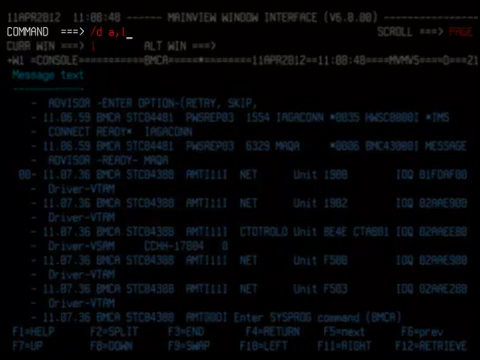 11APR2012 11:08:48 ------ MAINVIEW WINDOW INTERFACE (V6.0.00) ----------------
COMMAND ===> /d a,l_ SCROLL ===> PAGE
CURR WIN ===> 1 ALT WIN ===>
+W1 =CONSOLE==========BMCA=====*========11APR2012==11:08:48====MVMVS====D===21
Message text
- ADVISOR -ENTER OPTION-(RETRY, SKIP,
- 11.06.59 BMCA STC04481 PWSREP03 1554 IAGACONN *0035 HWSC0000I *IMS
- CONNECT READY* IAGACONN
- 11.06.59 BMCA STC04481 PWSREP03 6329 MAQA *0006 BMC43080I MESSAGE
- ADVISOR -READY- MAQA
00- 11.07.36 BMCA STC04388 AMT111I NET Unit 1900 IOQ 01FDAF00
- Driver-VTAM
- 11.07.36 BMCA STC04388 AMT111I NET Unit 1902 IOQ 02AAE900
- Driver-VTAM
- 11.07.36 BMCA STC04388 AMT111I CTOTROLO Unit 8E4E CTA801 IOQ 02AAEE80
- Driver-VSAM CCHH-17804 0
- 11.07.36 BMCA STC04388 AMT111I NET Unit F500 IOQ 02AAE980
- Driver-VTAM
- 11.07.36 BMCA STC04388 AMT111I NET Unit F503 IOQ 02AAE080
- Driver-VTAM
- 11.07.36 BMCA STC04388 AMT000I Enter SYSPROG command (BMCA)
F1=HELP F2=SPLIT F3=END F4=RETURN F5=next F6=prev
F7=UP F8=DOWN F9=SWAP F10=LEFT F11=RIGHT F12=RETRIEVE